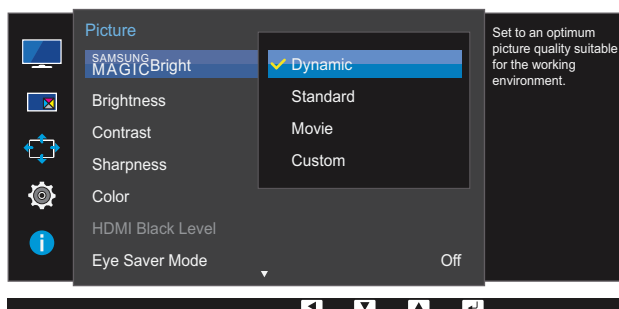 Picture
SAMSUNG
MAGICBright
Brightness
Contrast
Sharpness
Color
HDMI Black Level
Eye Saver Mode Off
Dynamic
Standard
Movie
Custom
Set to an optimum
picture quality suitable
for the working
environment.